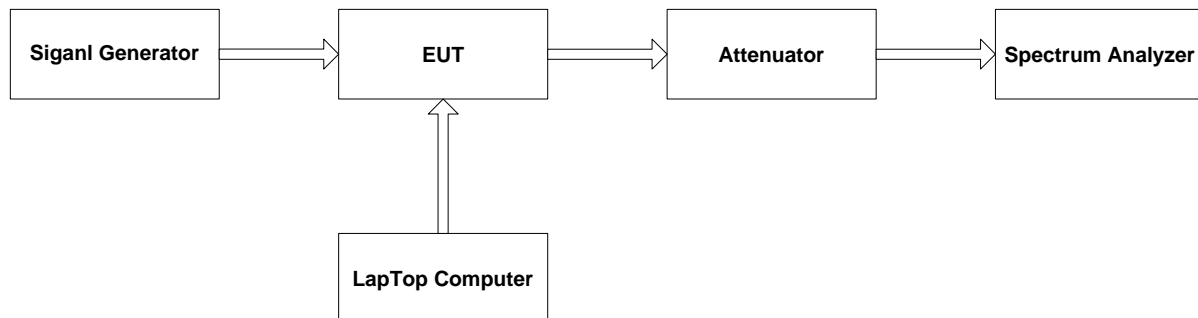 Siganl Generator
EUT
Attenuator
Spectrum Analyzer
LapTop Computer